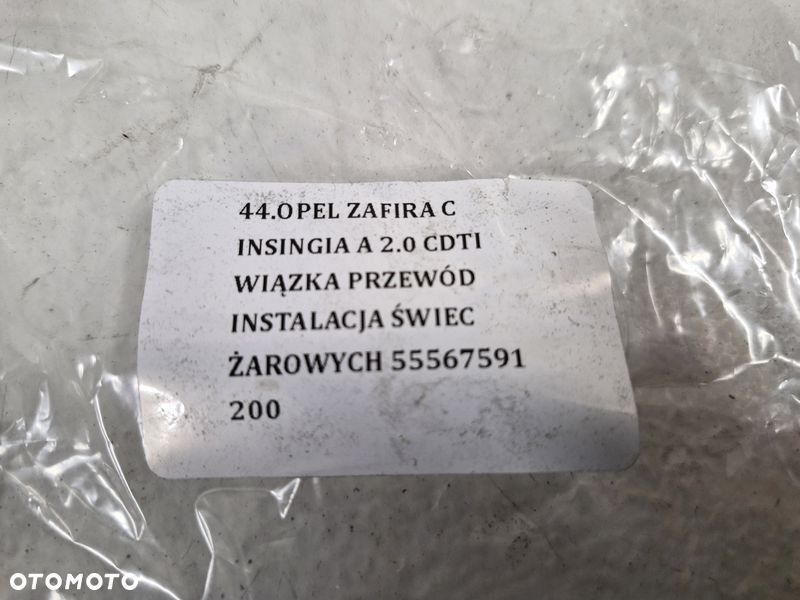 44.OPEL ZAFIRA C
INSINGIA A 2.0 CDTI
WIĄZKA PRZEWÓD
INSTALACJA ŚWIEC
ŻAROWYCH 55567591
200
OTOMOTO